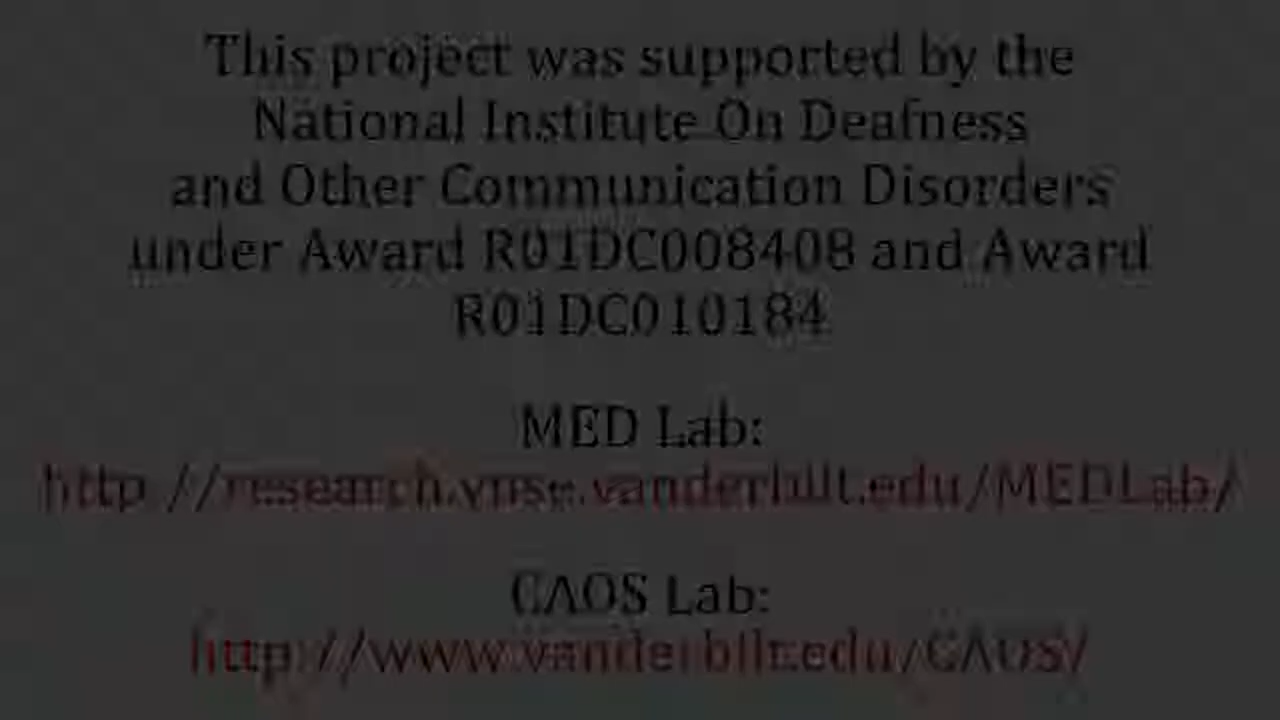 This project was supported by the
National Institute On Deafness
and Other Communication Disorders
under Award R01DC008408 and Award
R01DC010184
MED Lab:
http://research.vuse.vanderbilt.edu/MEDLab/
CAOS Lab:
http://www.vanderbilt.edu/CAOS/